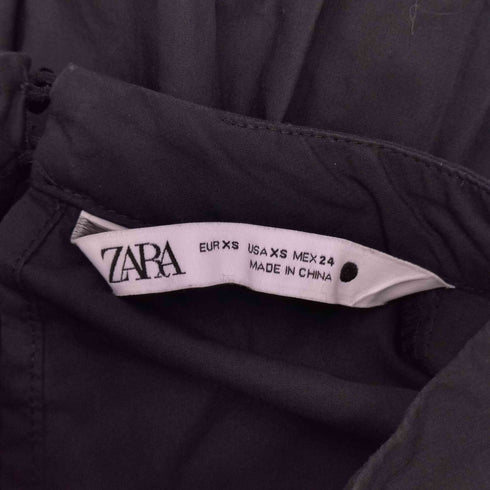 ZARA
EUR XS USA XS MEX 24
MADE IN CHINA